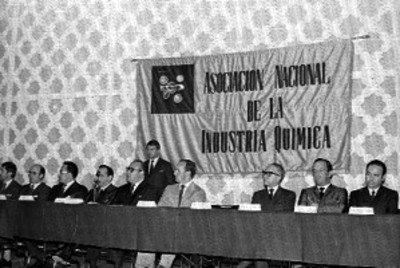 ASOCIACION NACIONAL
DE LA
INDUSTRIA QUIMICA